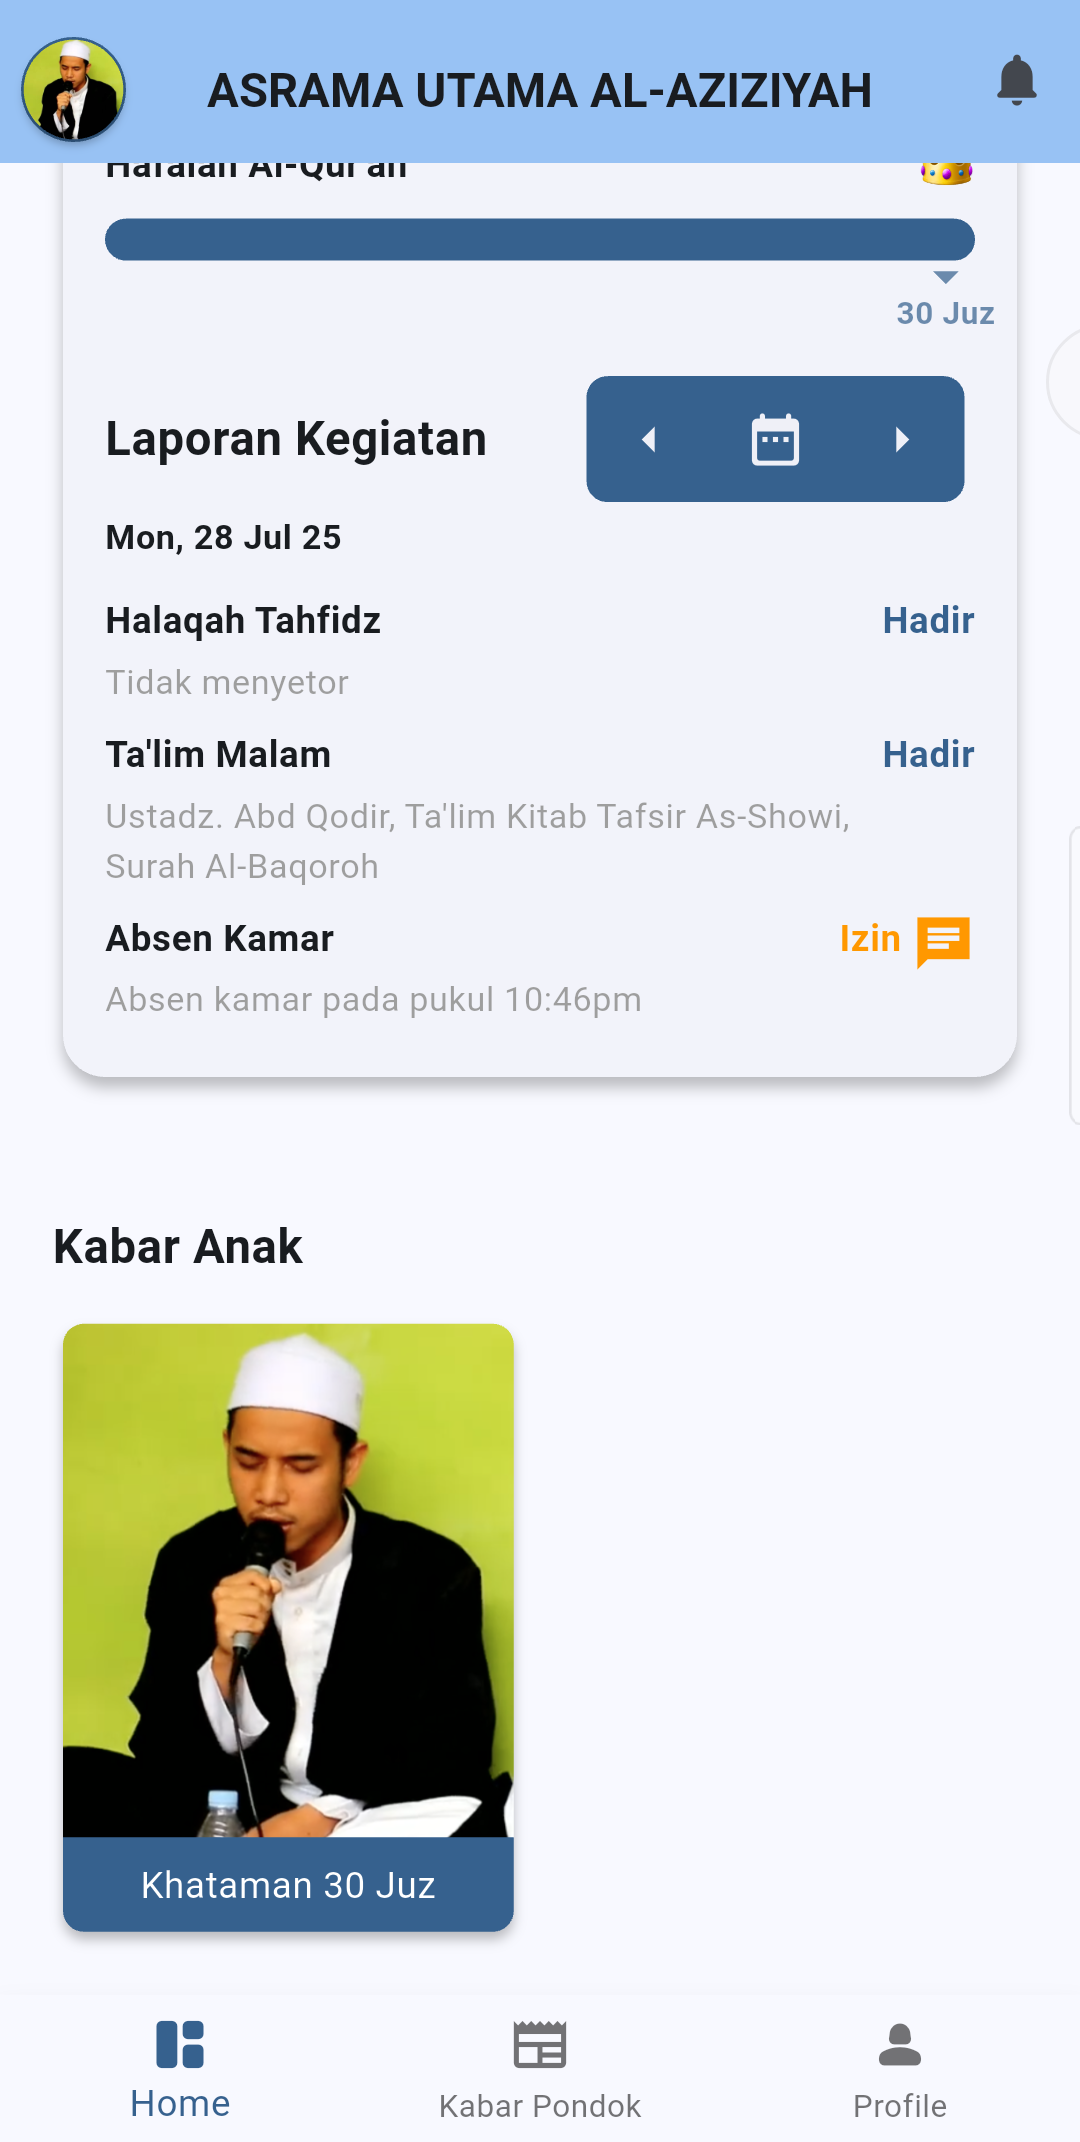 ASRAMA UTAMA AL-AZIZIYAH
Hafalan Al-Qur'an
30 Juz
Laporan Kegiatan
Mon, 28 Jul 25
Halaqah Tahfidz Hadir
Tidak menyetor
Ta'lim Malam Hadir
Ustadz. Abd Qodir, Ta'lim Kitab Tafsir As-Showi,
Surah Al-Baqoroh
Absen Kamar Izin
Absen kamar pada pukul 10:46pm
Kabar Anak
Khataman 30 Juz
Home Kabar Pondok Profile